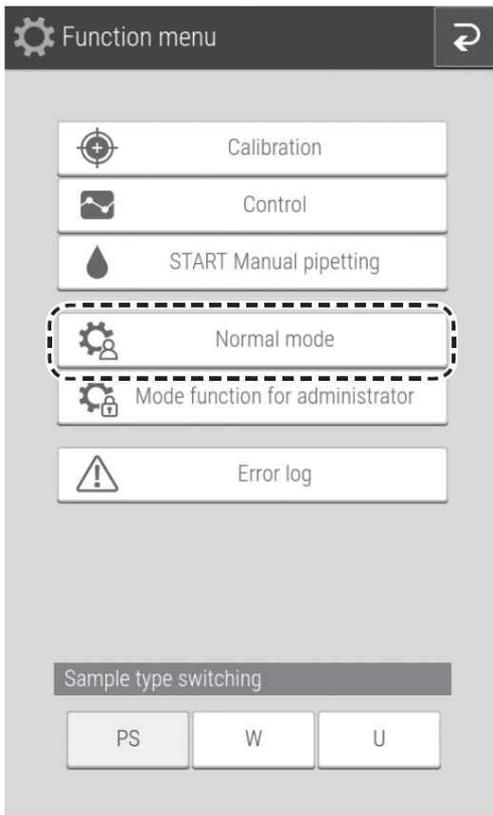 Function menu
Calibration
Control
START Manual pipetting
Normal mode
Mode function for administrator
Error log
Sample type switching
PS
W
U